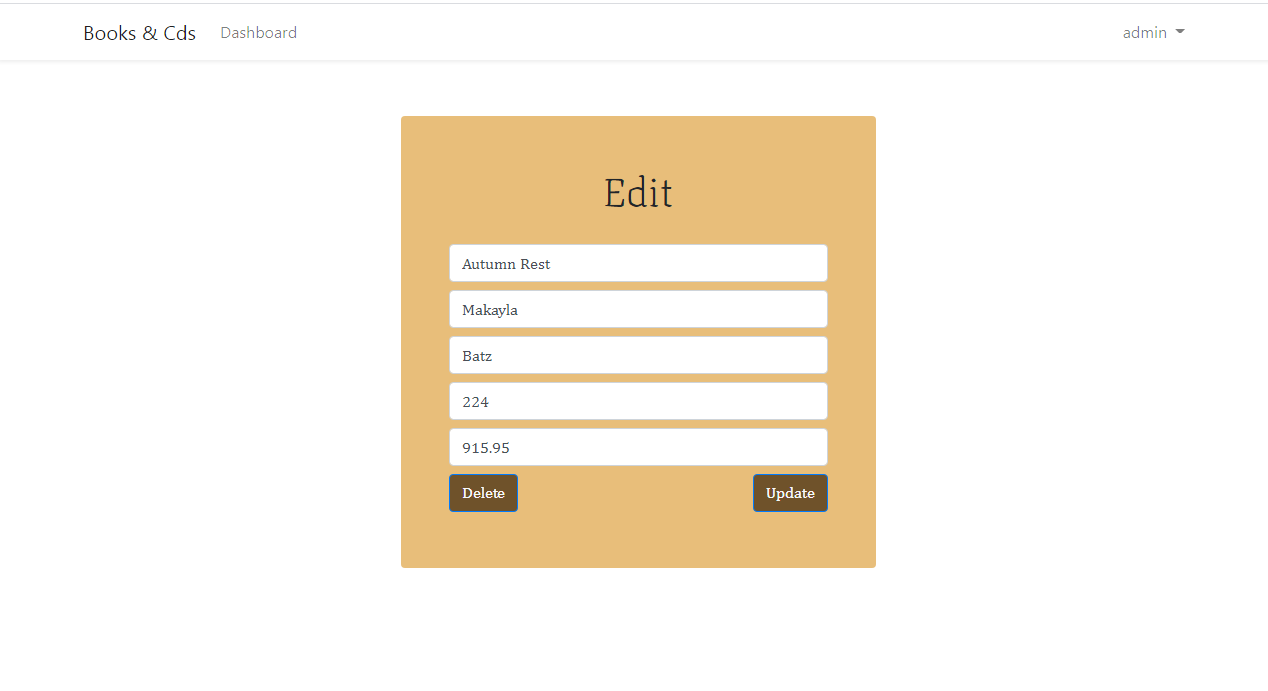 Books & Cds Dashboard admin
Edit
Autumn Rest
Makayla
Batz
224
915.95
Delete Update